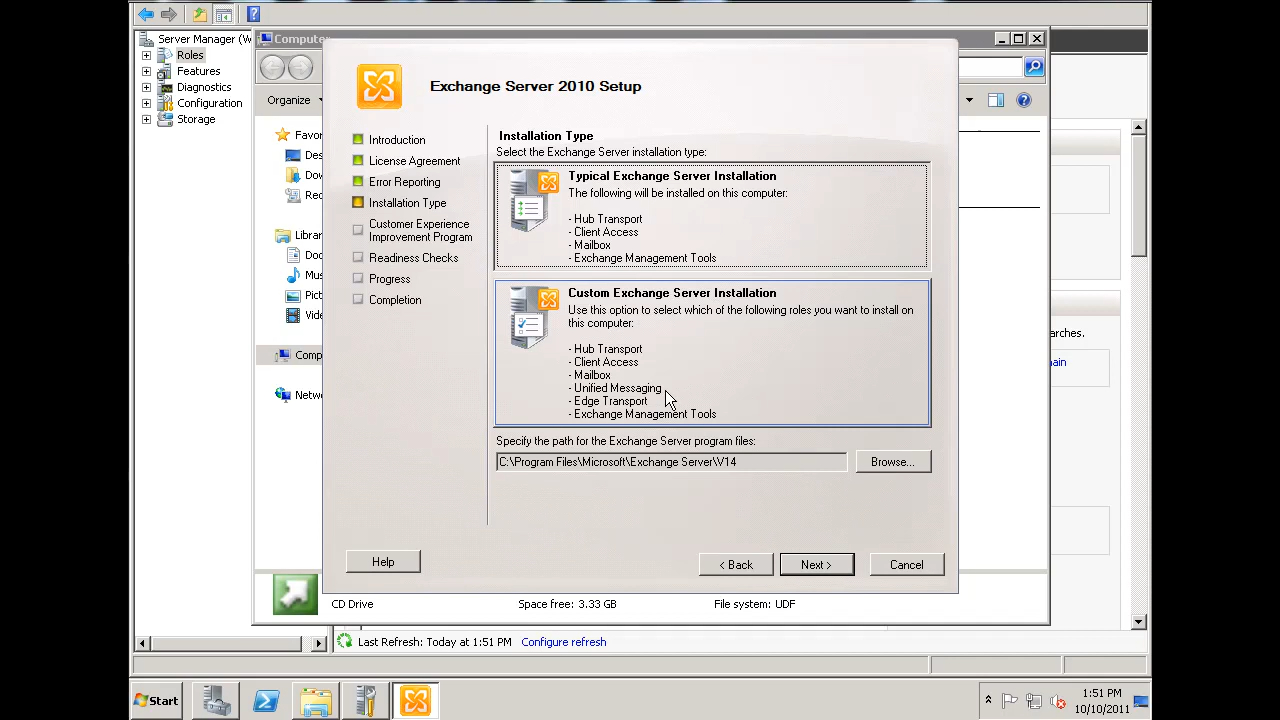 Server Manager (W
Roles
Features
Diagnostics
Configuration
Storage
Computer
Organize
Favor
Des
Dov
Rec
Librar
Doc
Mus
Pict
Vide
Comp
Netw
Exchange Server 2010 Setup
Introduction
License Agreement
Error Reporting
Installation Type
Customer Experience
Improvement Program
Readiness Checks
Progress
Completion
Installation Type
Select the Exchange Server installation type:
Typical Exchange Server Installation
The following will be installed on this computer:
- Hub Transport
- Client Access
- Mailbox
- Exchange Management Tools
Custom Exchange Server Installation
Use this option to select which of the following roles you want to install on
this computer:
- Hub Transport
- Client Access
- Mailbox
- Unified Messaging
- Edge Transport
- Exchange Management Tools
Specify the path for the Exchange Server program files:
C:\Program Files\Microsoft\Exchange Server\V14
Browse...
Help
< Back
Next >
Cancel
arches.
ain
CD Drive
Space free: 3.33 GB
File system: UDF
Last Refresh: Today at 1:51 PM
Configure refresh
Start
1:51 PM
10/10/2011